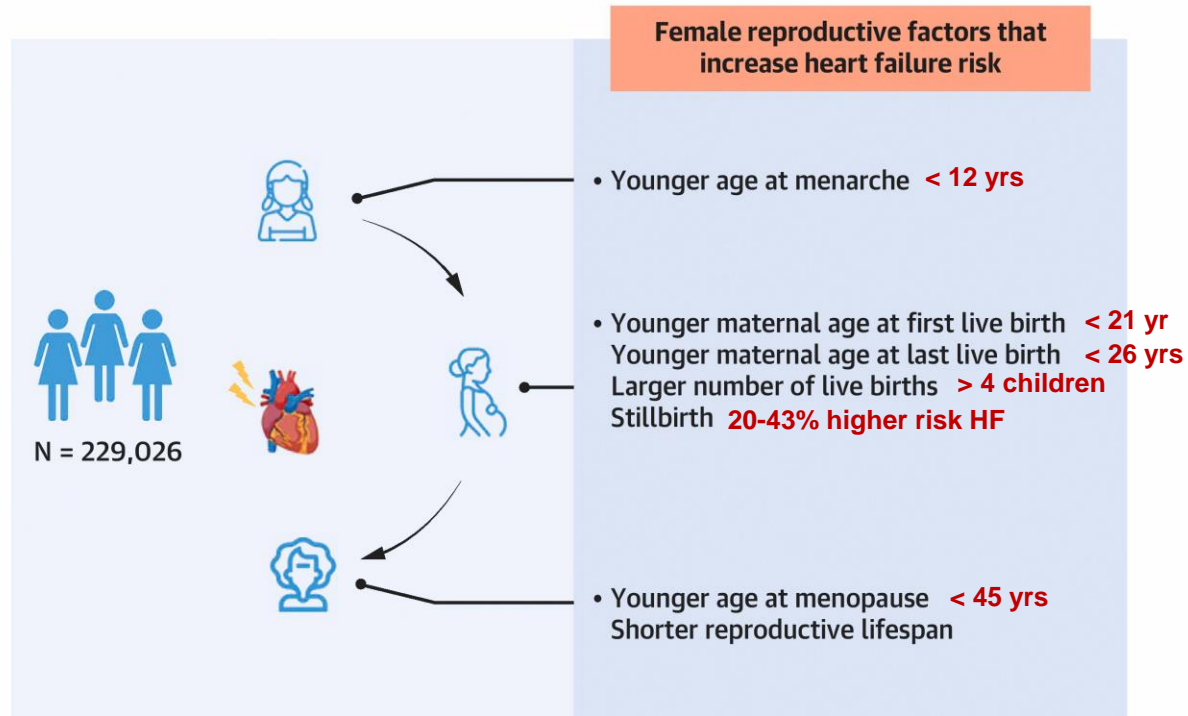 Female reproductive factors that
increase heart failure risk
• Younger age at menarche < 12 yrs
N = 229,026
• Younger maternal age at first live birth < 21 yr
Younger maternal age at last live birth < 26 yrs
Larger number of live births > 4 children
Stillbirth 20-43% higher risk HF
• Younger age at menopause < 45 yrs
Shorter reproductive lifespan